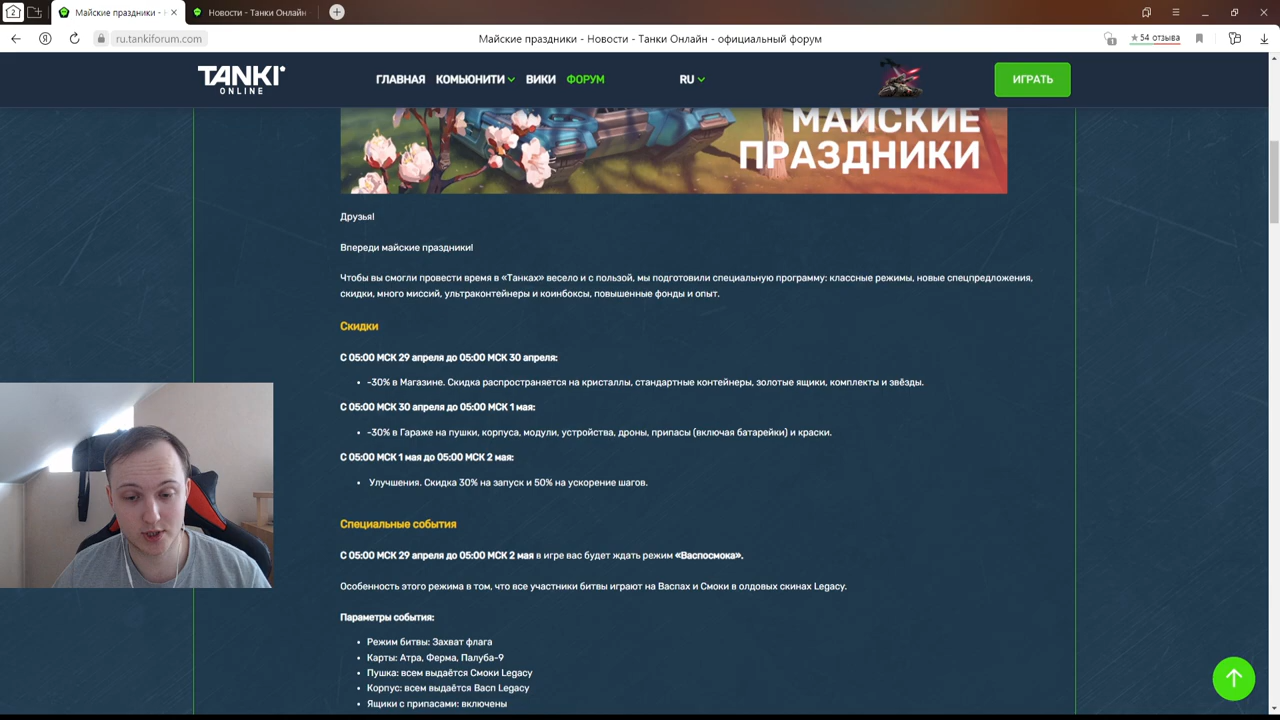 2
Майские праздники - Н
Новости - Танки Онлайн
ru.tankiforum.com
Майские праздники - Новости - Танки Онлайн - официальный форум
1
★54 отзыва
TANKI
ONLINE
ГЛАВНАЯ
КОМЬЮНИТИ
ВИКИ
ФОРУМ
RU
ИГРАТЬ
МАЙСКИЕ
ПРАЗДНИКИ
Друзья!
Впереди майские праздники!
Чтобы вы смогли провести время в «Танках» весело и с пользой, мы подготовили специальную программу: классные режимы, новые спецпредложения,
скидки, много миссий, ультраконтейнеры и коинбоксы, повышенные фонды и опыт.
Скидки
С 05:00 МСК 29 апреля до 05:00 МСК 30 апреля:
• -30% в Магазине. Скидка распространяется на кристаллы, стандартные контейнеры, золотые ящики, комплекты и звёзды.
С 05:00 МСК 30 апреля до 05:00 МСК 1 мая:
• -30% в Гараже на пушки, корпуса, модули, устройства, дроны, припасы (включая батарейки) и краски.
С 05:00 МСК 1 мая до 05:00 МСК 2 мая:
• Улучшения. Скидка 30% на запуск и 50% на ускорение шагов.
Специальные события
С 05:00 МСК 29 апреля до 05:00 МСК 2 мая в игре вас будет ждать режим «Васпосмока».
Особенность этого режима в том, что все участники битвы играют на Васпах и Смоки в олдовых скинах Legacy.
Параметры события:
• Режим битвы: Захват флага
• Карты: Атра, Ферма, Палуба-9
• Пушка: всем выдаётся Смоки Legacy
• Корпус: всем выдаётся Васп Legacy
• Ящики с припасами: включены